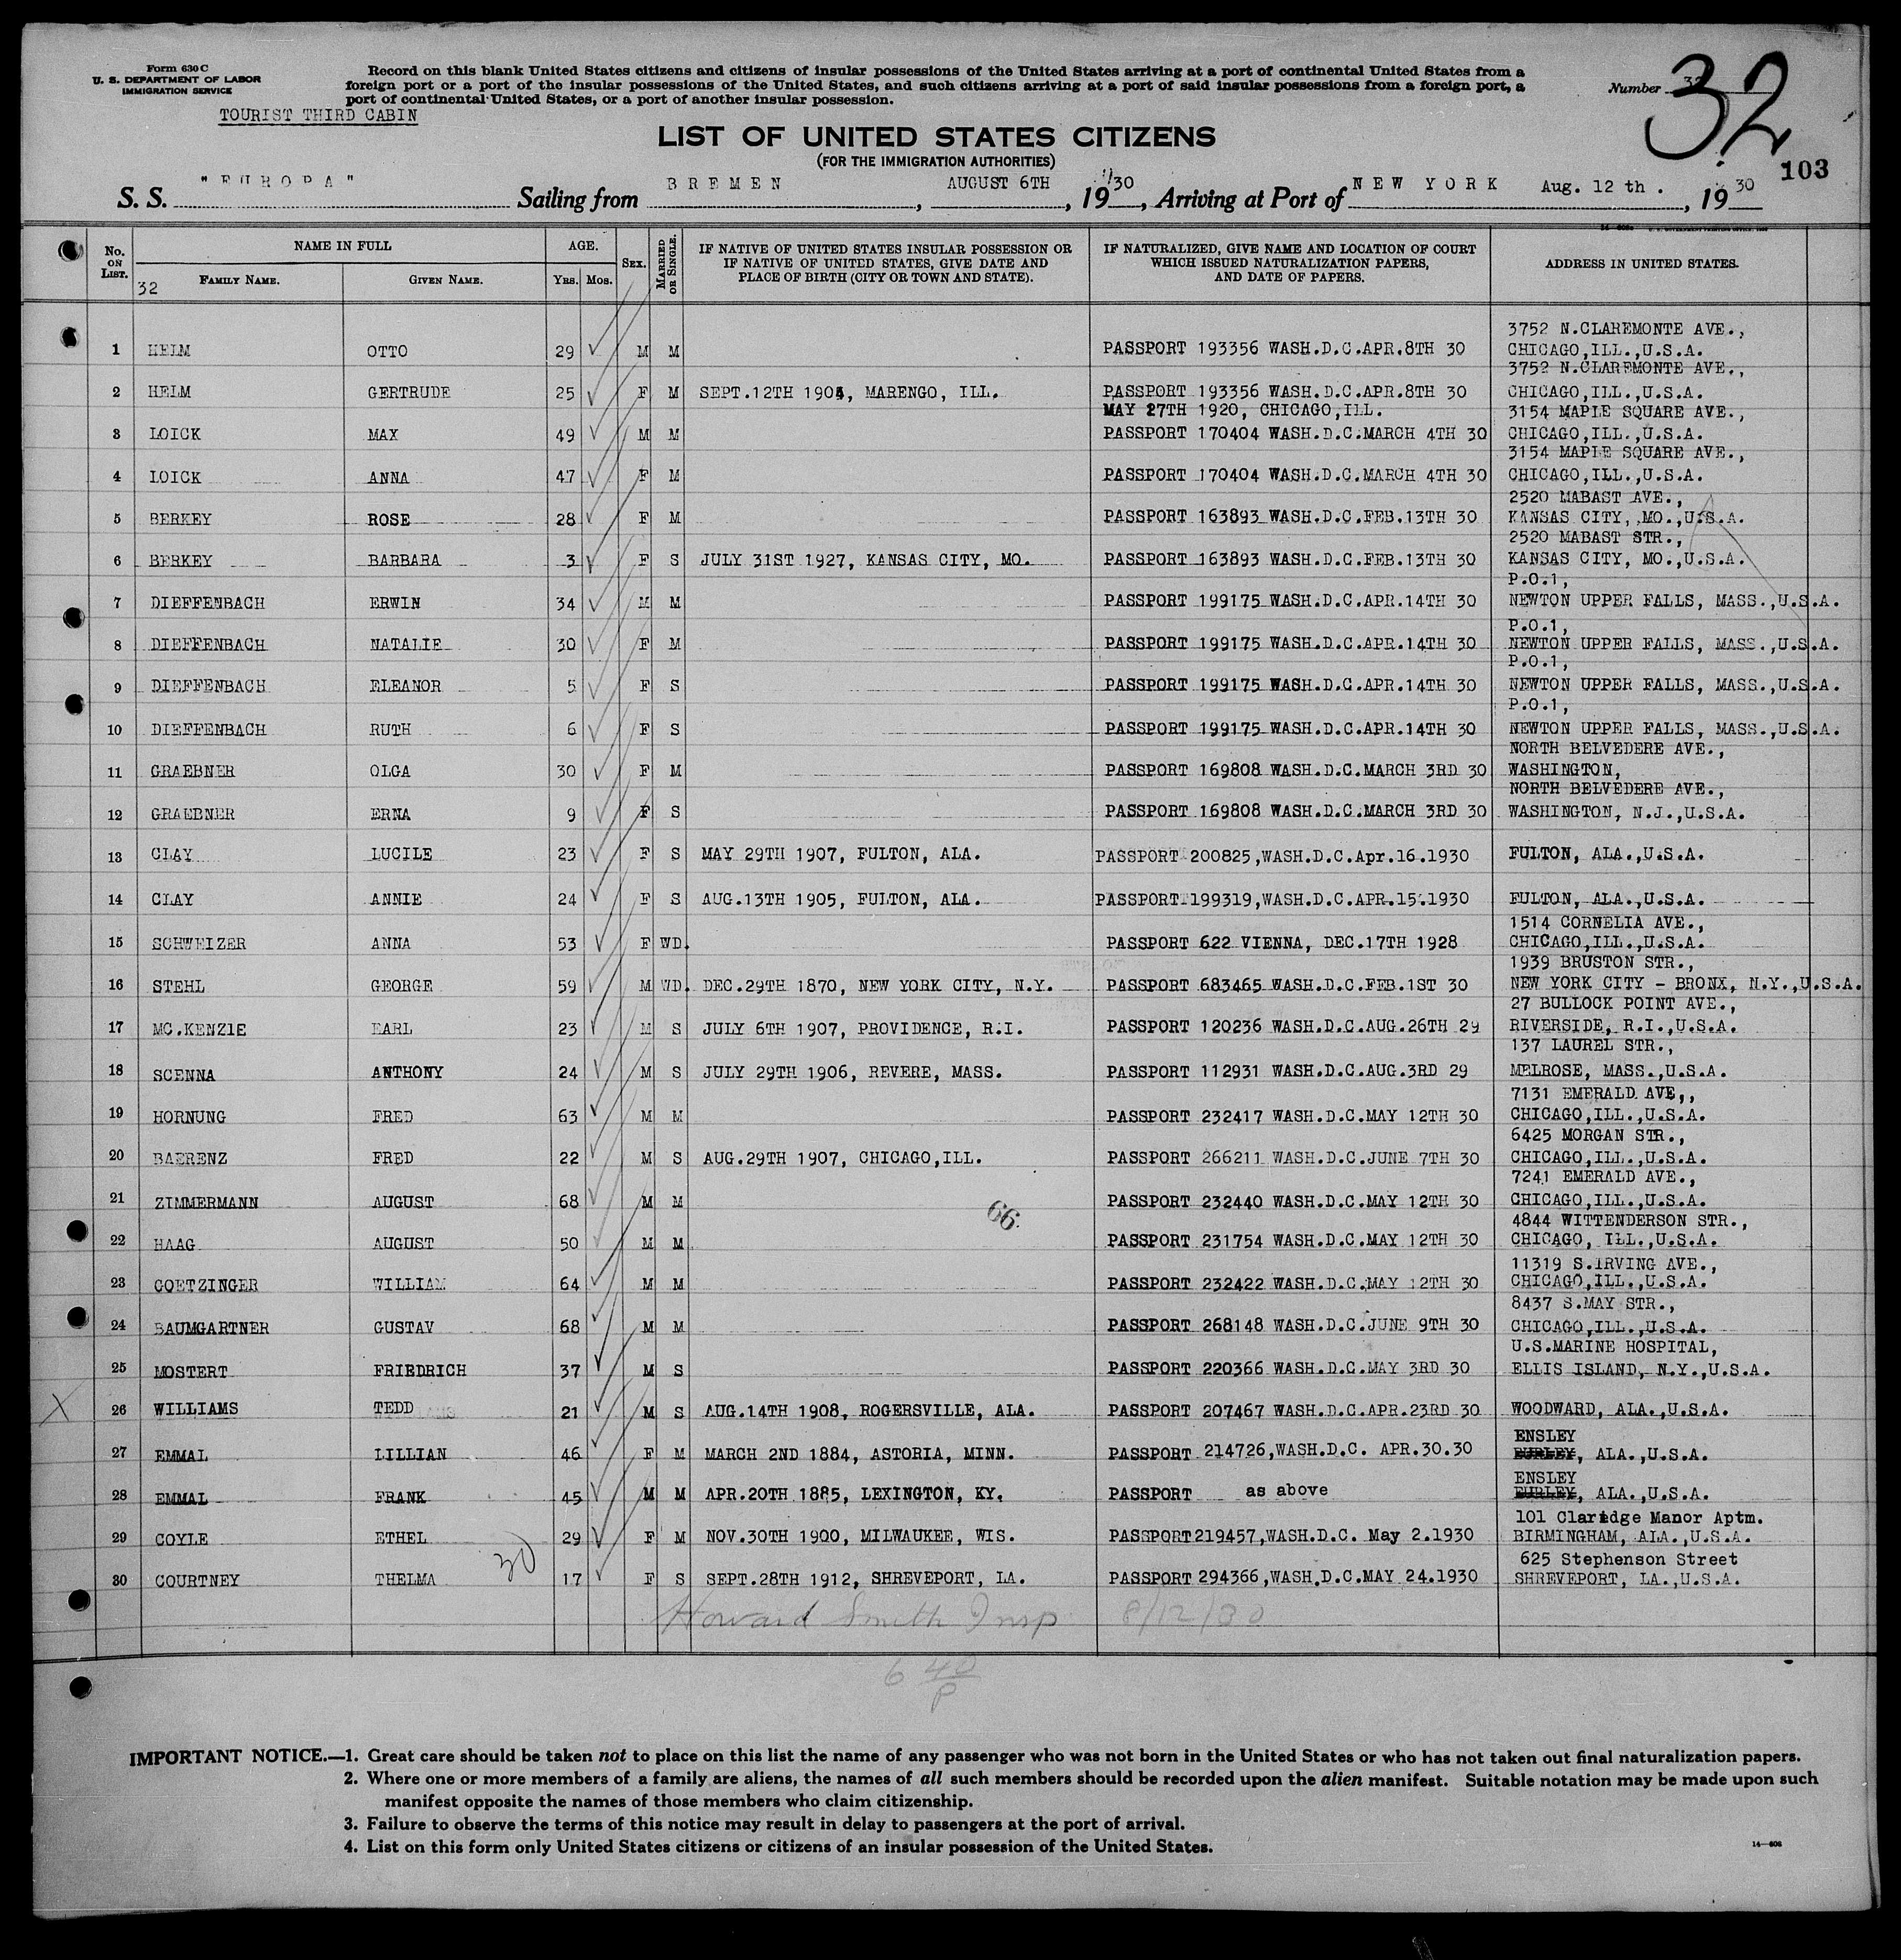 Form 630 C
U. S. DEPARTMENT OF LABOR
IMMIGRATION SERVICE
TOURIST THIRD CABIN
Record on this blank United States citizens and citizens of insular possessions of the United States arriving at a port of continental United States from a
foreign port or a port of the insular possessions of the United States, and such citizens arriving at a port of said insular possessions from a foreign port, a
port of continental United States, or a port of another insular possession.
Number 32
32
103
LIST OF UNITED STATES CITIZENS
(FOR THE IMMIGRATION AUTHORITIES)
S. S. "EUROPA" Sailing from BREMEN, AUGUST 6TH, 1930, Arriving at Port of NEW YORK Aug. 12 th., 1930
No. ON LIST. NAME IN FULL AGE. SEX. MARRIED OR SINGLE. IF NATIVE OF UNITED STATES INSULAR POSSESSION OR IF NATIVE OF UNITED STATES, GIVE DATE AND PLACE OF BIRTH (CITY OR TOWN AND STATE). IF NATURALIZED, GIVE NAME AND LOCATION OF COURT WHICH ISSUED NATURALIZATION PAPERS, AND DATE OF PAPERS. ADDRESS IN UNITED STATES.
32 FAMILY NAME. GIVEN NAME. YRS. MOS.
3752 N.CLAREMONTE AVE.,
1 HELM OTTO 29 M M PASSPORT 193356 WASH.D.C.APR.8TH 30 CHICAGO,ILL.,U.S.A.
3752 N.CLAREMONTE AVE.,
2 HELM GERTRUDE 25 F M SEPT.12TH 1904, MARENGO, ILL. PASSPORT 193356 WASH.D.C.APR.8TH 30 CHICAGO,ILL.,U.S.A.
MAY 27TH 1920, CHICAGO,ILL. 3154 MAPLE SQUARE AVE.,
3 LOICK MAX 49 M M PASSPORT 170404 WASH.D.C.MARCH 4TH 30 CHICAGO,ILL.,U.S.A.
3154 MAPLE SQUARE AVE.,
4 LOICK ANNA 47 F M PASSPORT 170404 WASH.D.C.MARCH 4TH 30 CHICAGO,ILL.,U.S.A.
2520 MABAST AVE.,
5 BERKEY ROSE 28 F M PASSPORT 163893 WASH.D.C.FEB.13TH 30 KANSAS CITY, MO.,U.S.A.
2520 MABAST STR.,
6 BERKEY BARBARA 3 F S JULY 31ST 1927, KANSAS CITY, MO. PASSPORT 163893 WASH.D.C.FEB.13TH 30 KANSAS CITY, MO.,U.S.A.
P.O.1,
7 DIEFFENBACH ERWIN 34 M M PASSPORT 199175 WASH.D.C.APR.14TH 30 NEWTON UPPER FALLS, MASS.,U.S.A.
P.O.1,
8 DIEFFENBACH NATALIE 30 F M PASSPORT 199175 WASH.D.C.APR.14TH 30 NEWTON UPPER FALLS, MASS.,U.S.A.
P.O.1,
9 DIEFFENBACH ELEANOR 5 F S PASSPORT 199175 WASH.D.C.APR.14TH 30 NEWTON UPPER FALLS, MASS.,U.S.A.
P.O.1,
10 DIEFFENBACH RUTH 6 F S PASSPORT 199175 WASH.D.C.APR.14TH 30 NEWTON UPPER FALLS, MASS.,U.S.A.
NORTH BELVEDERE AVE.,
11 GRAEBNER OLGA 30 F M PASSPORT 169808 WASH.D.C.MARCH 3RD 30 WASHINGTON,
NORTH BELVEDERE AVE.,
12 GRAEBNER ERNA 9 F S PASSPORT 169808 WASH.D.C.MARCH 3RD 30 WASHINGTON, N.J.,U.S.A.
13 CLAY LUCILE 23 F S MAY 29TH 1907, FULTON, ALA. PASSPORT 200825,WASH.D.C.Apr.16.1930 FULTON, ALA.,U.S.A.
14 CLAY ANNIE 24 F S AUG.13TH 1905, FULTON, ALA. PASSPORT 199319,WASH.D.C.APR.15.1930 FULTON, ALA.,U.S.A.
1514 CORNELIA AVE.,
15 SCHWEIZER ANNA 53 F WD. PASSPORT 622 VIENNA, DEC.17TH 1928 CHICAGO,ILL.,U.S.A.
1939 BRUSTON STR.,
16 STEHL GEORGE 59 M WD. DEC.29TH 1870, NEW YORK CITY, N.Y. PASSPORT 683465 WASH.D.C.FEB.1ST 30 NEW YORK CITY - BRONX, N.Y.,U.S.A.
27 BULLOCK POINT AVE.,
17 MC.KENZIE EARL 23 M S JULY 6TH 1907, PROVIDENCE, R.I. PASSPORT 120236 WASH.D.C.AUG.26TH 29 RIVERSIDE, R.I.,U.S.A.
137 LAUREL STR.,
18 SCENNA ANTHONY 24 M S JULY 29TH 1906, REVERE, MASS. PASSPORT 112931 WASH.D.C.AUG.3RD 29 MELROSE, MASS.,U.S.A.
7131 EMERALD AVE,,
19 HORNUNG FRED 63 M M PASSPORT 232417 WASH.D.C.MAY 12TH 30 CHICAGO,ILL.,U.S.A.
6425 MORGAN STR.,
20 BAERENZ FRED 22 M S AUG.29TH 1907, CHICAGO,ILL. PASSPORT 266211 WASH.D.C.JUNE 7TH 30 CHICAGO,ILL.,U.S.A.
7241 EMERALD AVE.,
21 ZIMMERMANN AUGUST 68 M M 66. PASSPORT 232440 WASH.D.C.MAY 12TH 30 CHICAGO,ILL.,U.S.A.
4844 WITTENDERSON STR.,
22 HAAG AUGUST 50 M M PASSPORT 231754 WASH.D.C.MAY 12TH 30 CHICAGO, ILL.,U.S.A.
11319 S.IRVING AVE.,
23 GOETZINGER WILLIAM 64 M M PASSPORT 232422 WASH.D.C.MAY 12TH 30 CHICAGO,ILL.,U.S.A.
8437 S.MAY STR.,
24 BAUMGARTNER GUSTAV 68 M M PASSPORT 268148 WASH.D.C.JUNE 9TH 30 CHICAGO,ILL.,U.S.A.
U.S.MARINE HOSPITAL,
25 MOSTERT FRIEDRICH 37 M S PASSPORT 220366 WASH.D.C.MAY 3RD 30 ELLIS ISLAND, N.Y.,U.S.A.
X 26 WILLIAMS TEDD 21 M S AUG.14TH 1908, ROGERSVILLE, ALA. PASSPORT 207467 WASH.D.C.APR.23RD 30 WOODWARD, ALA.,U.S.A.
ENSLEY
27 EMMAL LILLIAN 46 F M MARCH 2ND 1884, ASTORIA, MINN. PASSPORT 214726,WASH.D.C. APR.30.30 , ALA.,U.S.A.
ENSLEY
28 EMMAL FRANK 45 M M APR.20TH 1885, LEXINGTON, KY. PASSPORT as above , ALA.,U.S.A.
101 Claridge Manor Aptm.
29 COYLE ETHEL 29 F M NOV.30TH 1900, MILWAUKEE, WIS. PASSPORT 219457,WASH.D.C. May 2.1930 BIRMINGHAM, ALA.,U.S.A.
625 Stephenson Street
30 COURTNEY THELMA 30 17 F S SEPT.28TH 1912, SHREVEPORT, LA. PASSPORT 294366,WASH.D.C.MAY 24.1930 SHREVEPORT, LA.,U.S.A.
Howard Smith Insp 8/12/30
6 40
P
IMPORTANT NOTICE.—1. Great care should be taken not to place on this list the name of any passenger who was not born in the United States or who has not taken out final naturalization papers.
2. Where one or more members of a family are aliens, the names of all such members should be recorded upon the alien manifest. Suitable notation may be made upon such
manifest opposite the names of those members who claim citizenship.
3. Failure to observe the terms of this notice may result in delay to passengers at the port of arrival.
4. List on this form only United States citizens or citizens of an insular possession of the United States.
14—608